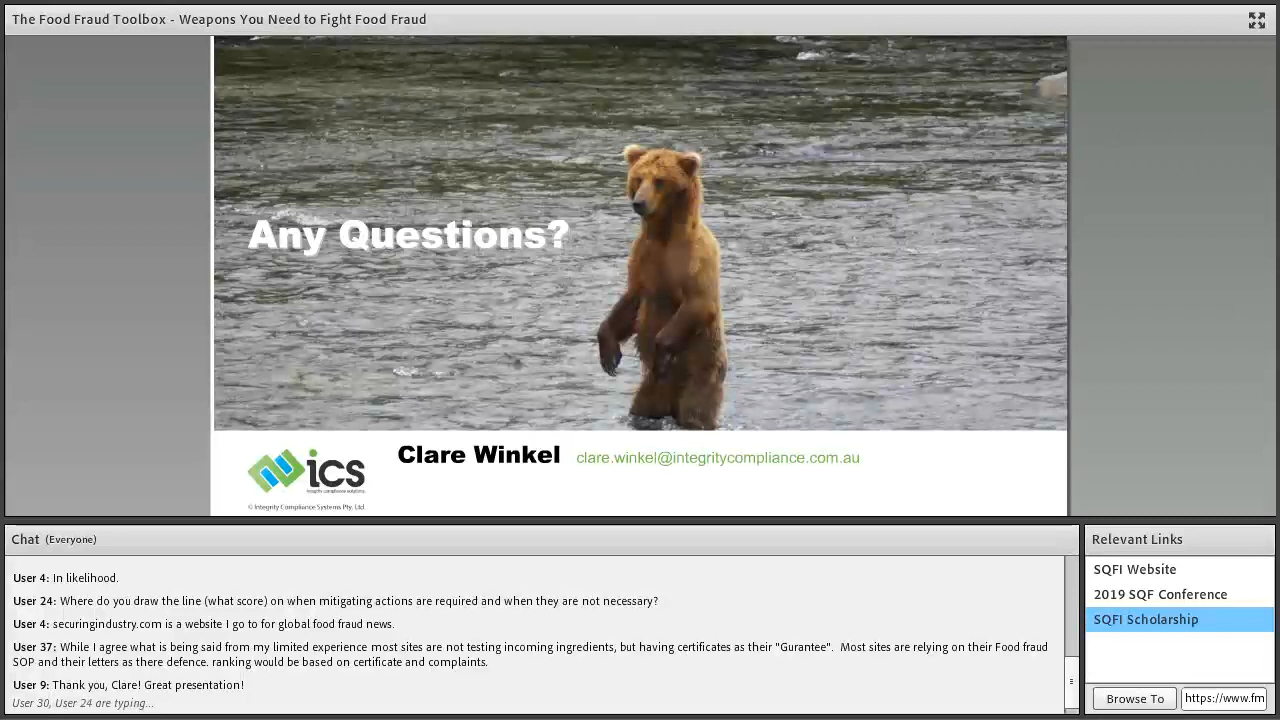 The Food Fraud Toolbox - Weapons You Need to Fight Food Fraud
Any Questions?
ics
integrity compliance solutions
Clare Winkel
clare.winkel@integritycompliance.com.au
© Integrity Compliance Systems Pty. Ltd.
Chat (Everyone)
User 4: In likelihood.
User 24: Where do you draw the line (what score) on when mitigating actions are required and when they are not necessary?
User 4: securingindustry.com is a website I go to for global food fraud news.
User 37: While I agree what is being said from my limited experience most sites are not testing incoming ingredients, but having certificates as their "Gurantee". Most sites are relying on their Food fraud
SOP and their letters as there defence. ranking would be based on certificate and complaints.
User 9: Thank you, Clare! Great presentation!
User 30, User 24 are typing...
Relevant Links
SQFI Website
2019 SQF Conference
SQFI Scholarship
Browse To
https://www.fm